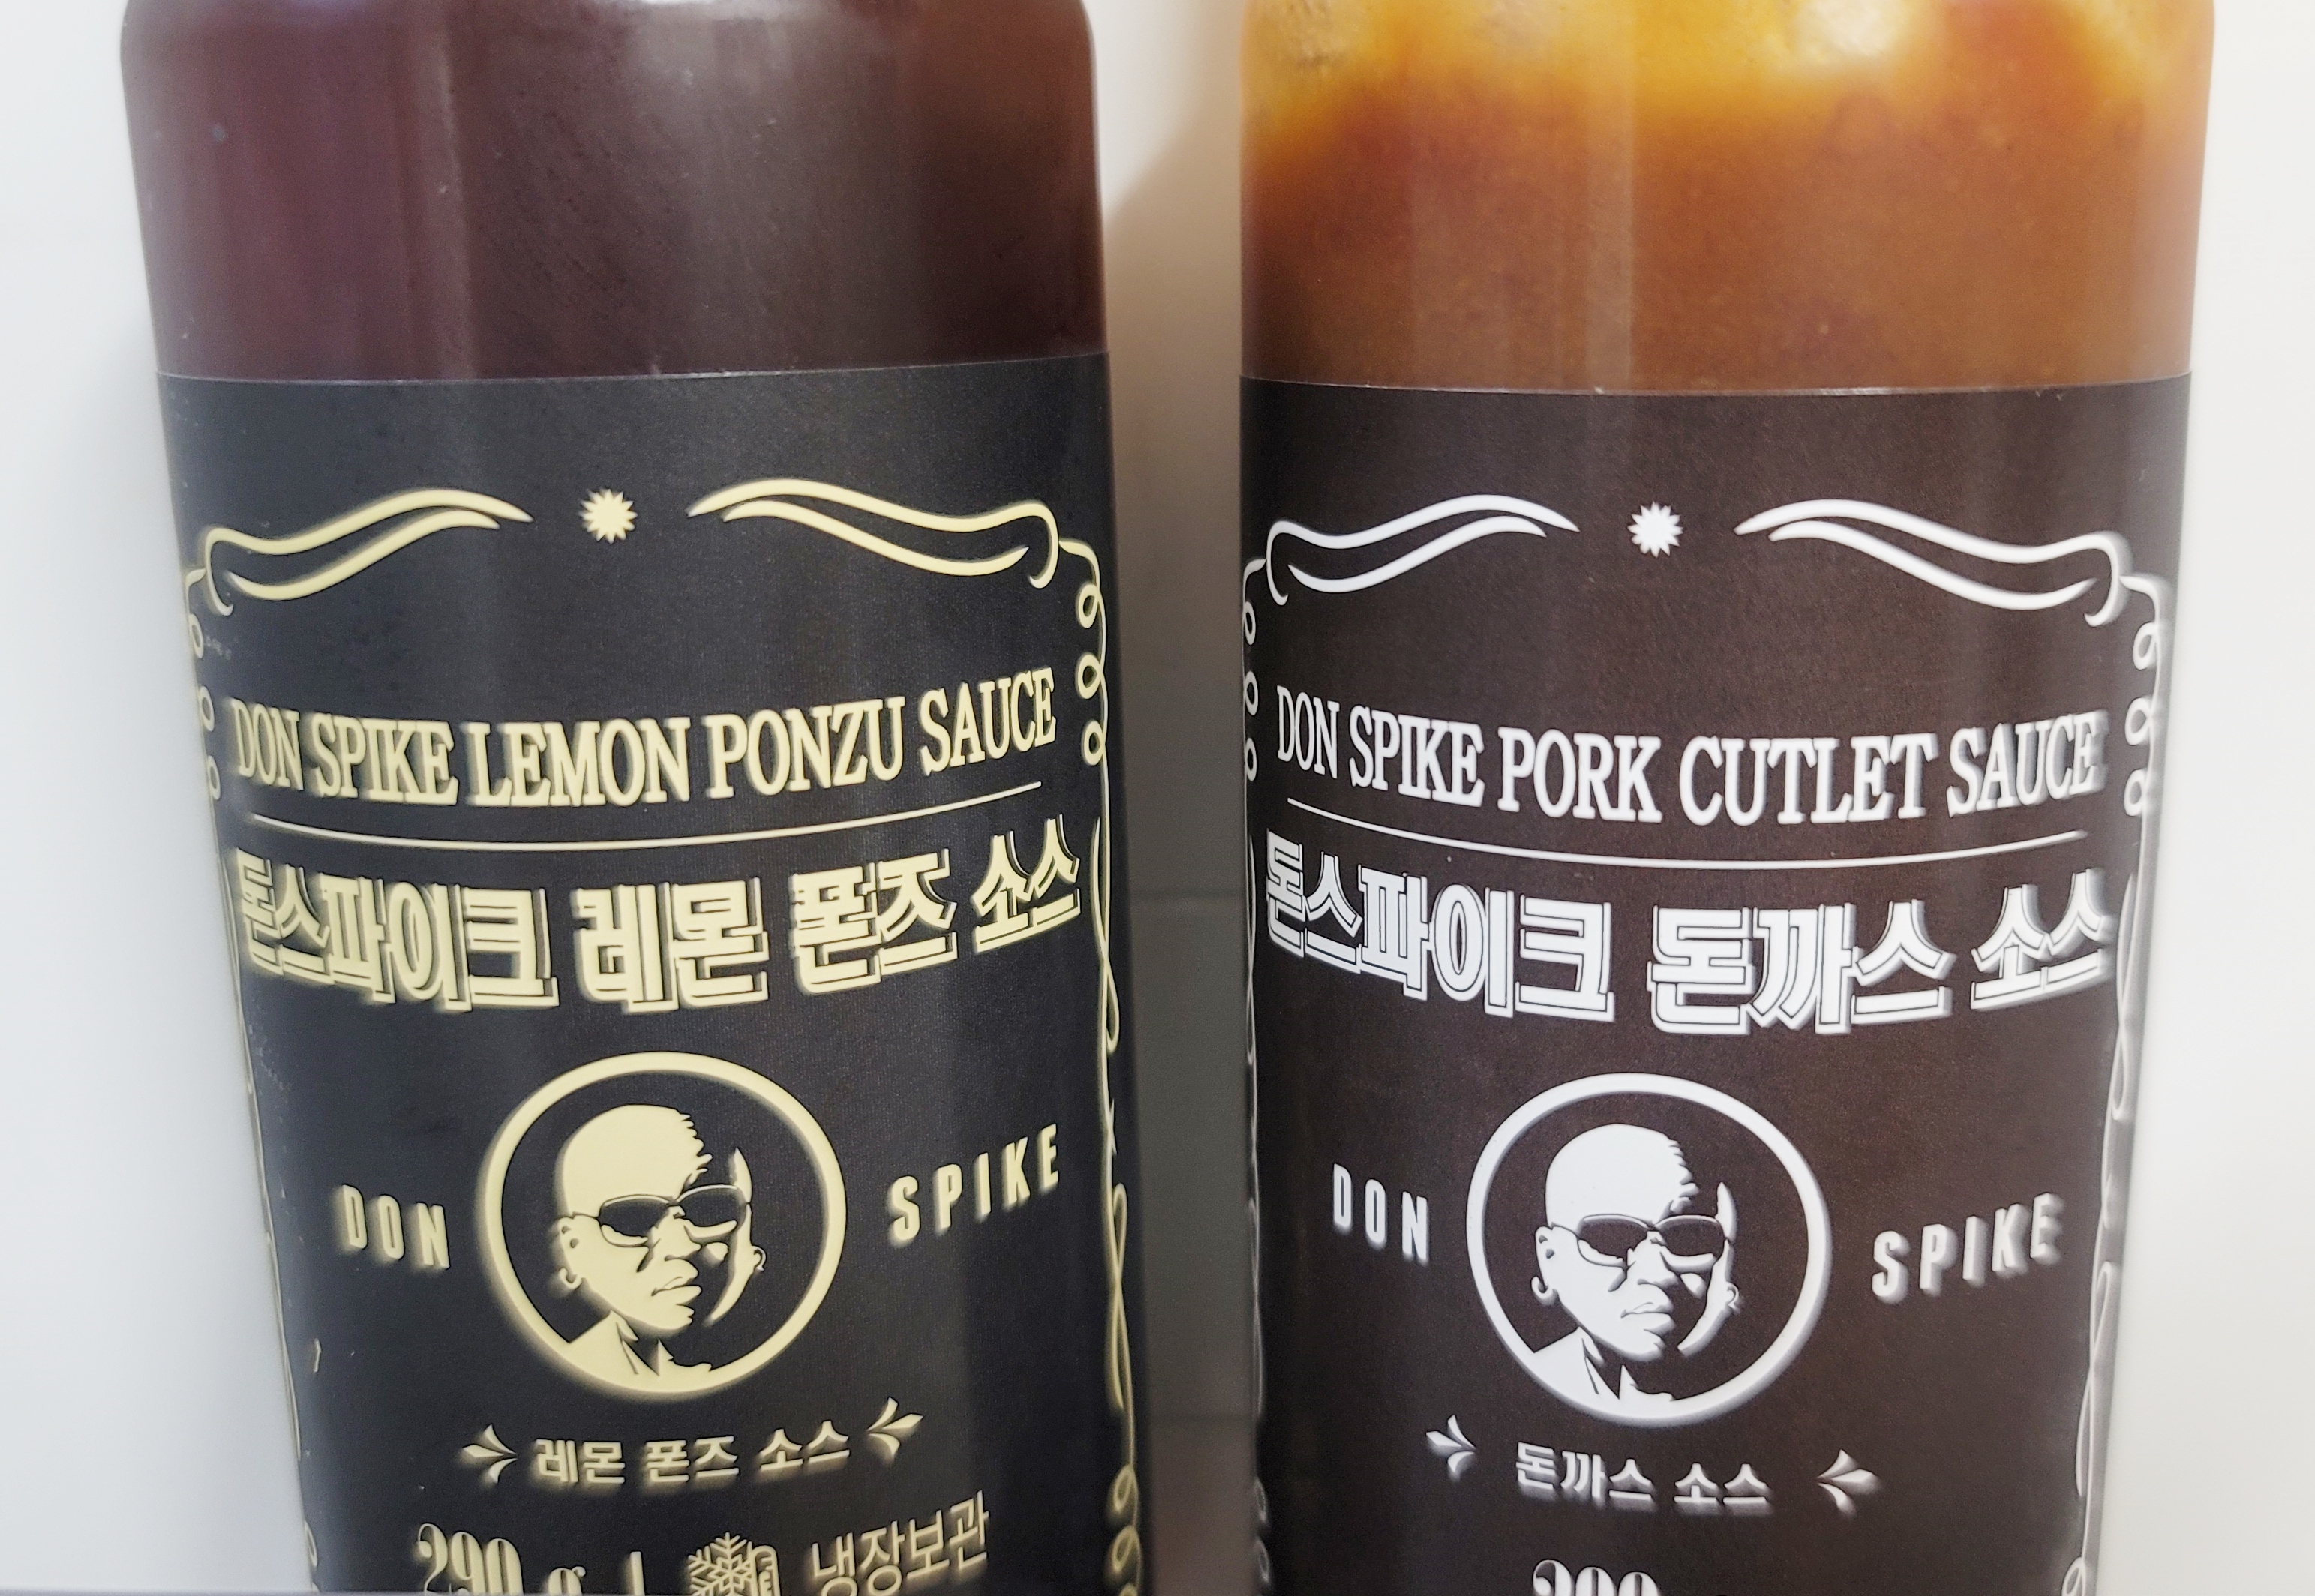 DON SPIKE LEMON PONZU SAUCE
돈스파이크 레몬 폰즈 소스
DON SPIKE
레몬 폰즈 소스
290 g | 냉장보관
DON SPIKE PORK CUTLET SAUCE
돈스파이크 돈까스 소스
DON SPIKE
돈까스 소스